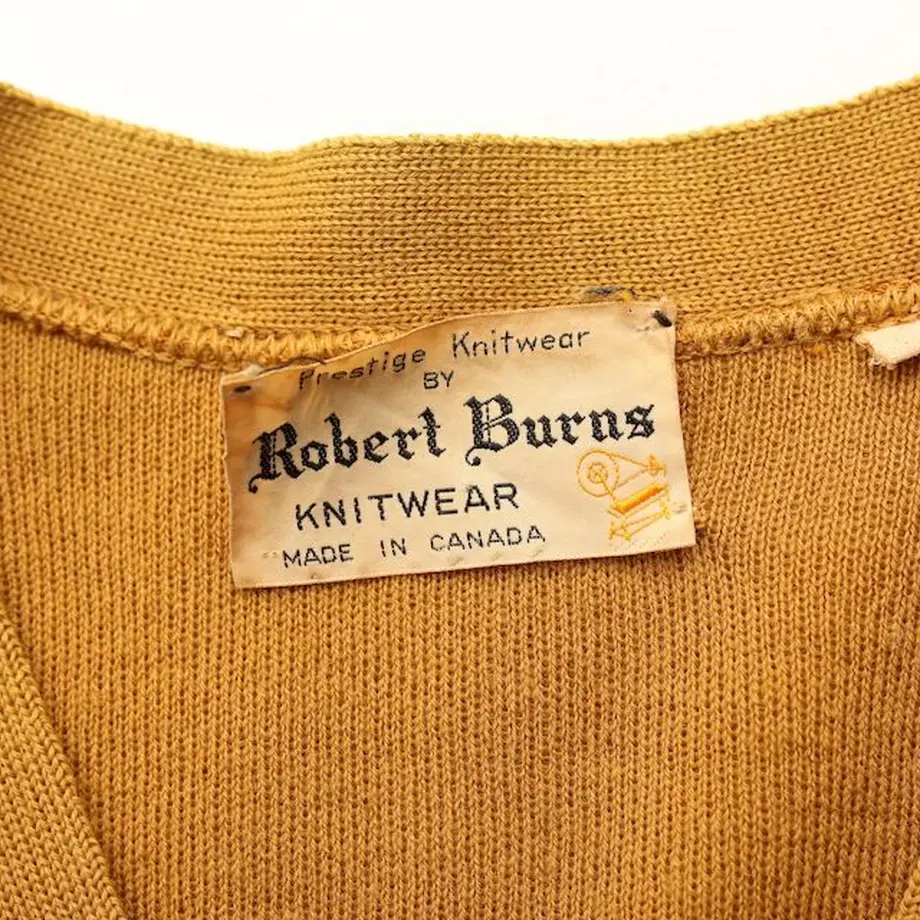 Prestige Knitwear
BY
Robert Burns
KNITWEAR
MADE IN CANADA